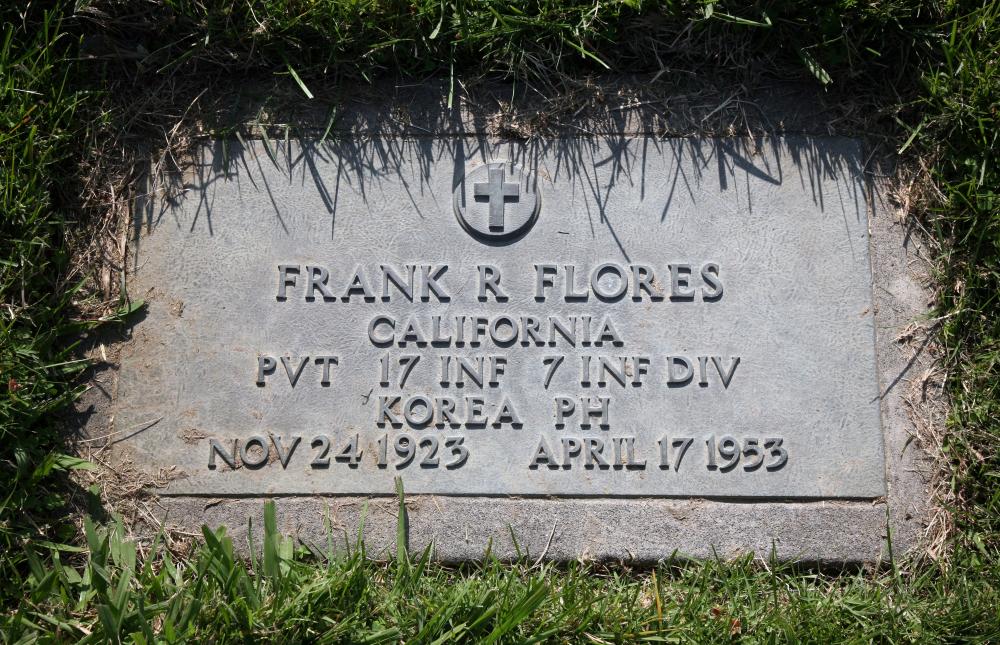 FRANK R FLORES
CALIFORNIA
PVT 17 INF 7 INF DIV
KOREA PH
NOV 24 1923 APRIL 17 1953